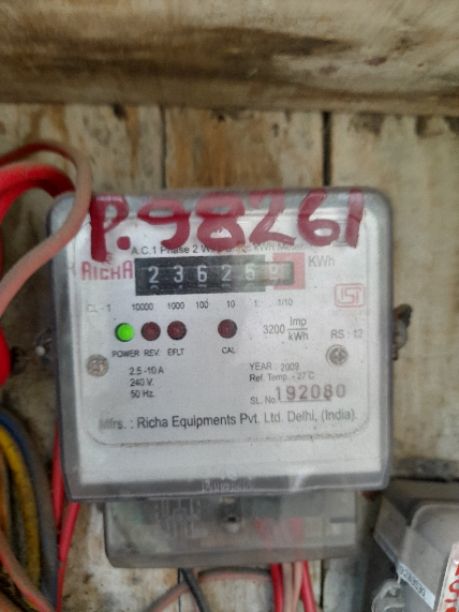 P.98261
A.C.1 Phase 2 W
RICHA
2 3 6 2 6 8
KWh
CL - 1
10000 1000 100 10 1 1/10
ISI
3200 Imp/kWh
RS : 12
POWER REV. EFLT CAL
2.5 -10 A
240 V.
50 Hz.
YEAR : 2009
Ref. Temp. - 27°C
SL. No. 192080
Mfrs. : Richa Equipments Pvt. Ltd. Delhi, (India).